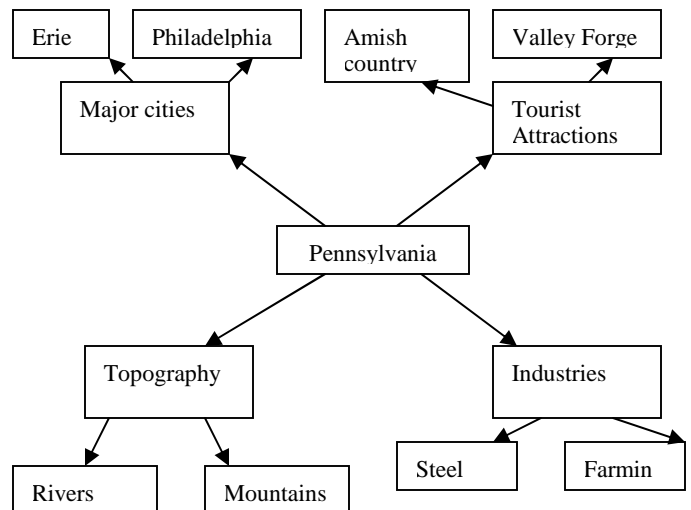 Erie
Philadelphia
Amish
country
Valley Forge
Major cities
Tourist
Attractions
Pennsylvania
Topography
Industries
Steel
Farmin
Rivers
Mountains